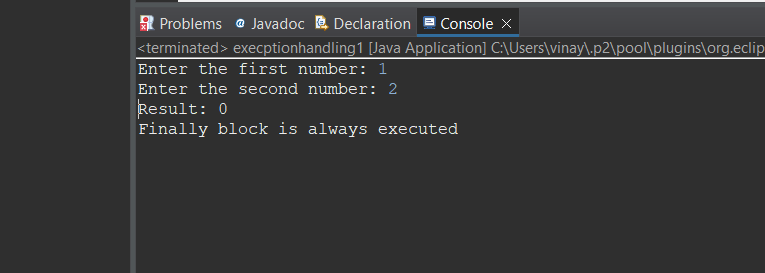 Problems @ Javadoc Declaration Console
<terminated> execptionhandling1 [Java Application] C:\Users\vinay\.p2\pool\plugins\org.eclip
Enter the first number: 1
Enter the second number: 2
Result: 0
Finally block is always executed